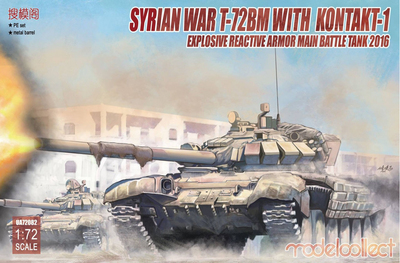 搜模阁
• PE set
• metal barrel
SYRIAN WAR T-72BM WITH KONTAKT-1
EXPLOSIVE REACTIVE ARMOR MAIN BATTLE TANK 2016
UA72082
1:72
SCALE
modelcollect